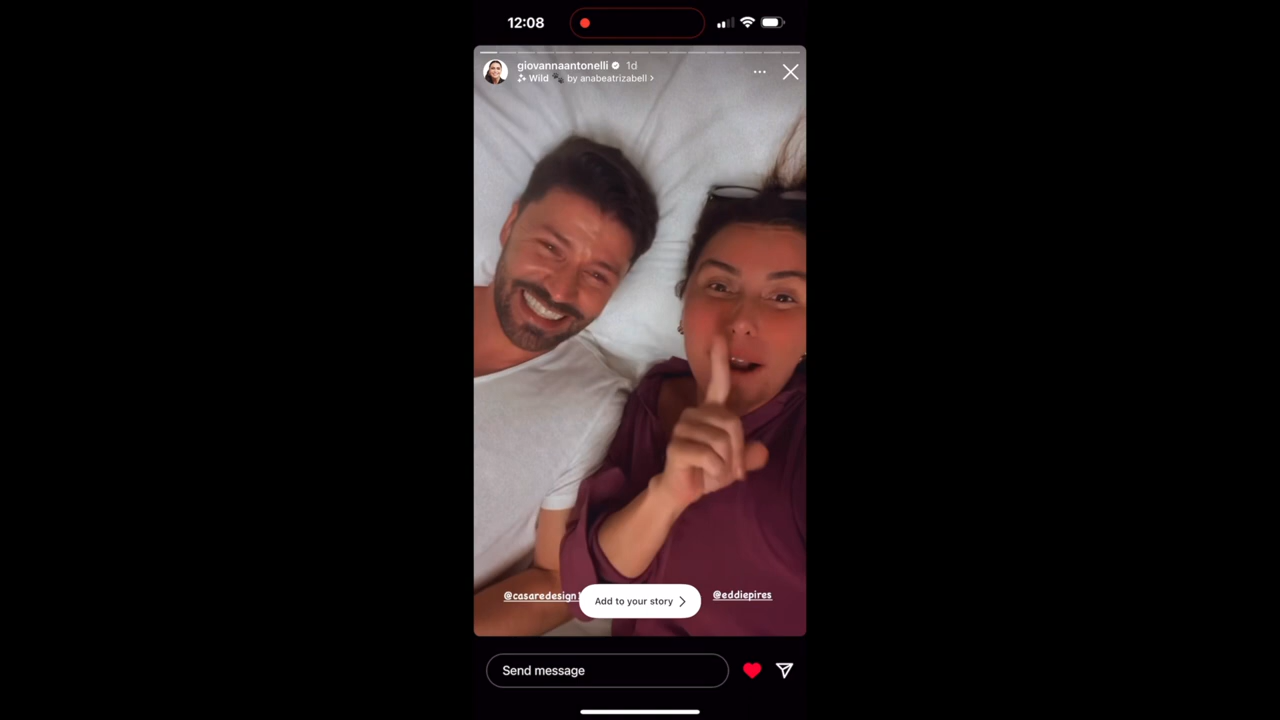 12:08
giovannaantonelli 1d
Wild 🐾 by anabeatrizabell >
@casaredesign
Add to your story >
@eddiepires
Send message